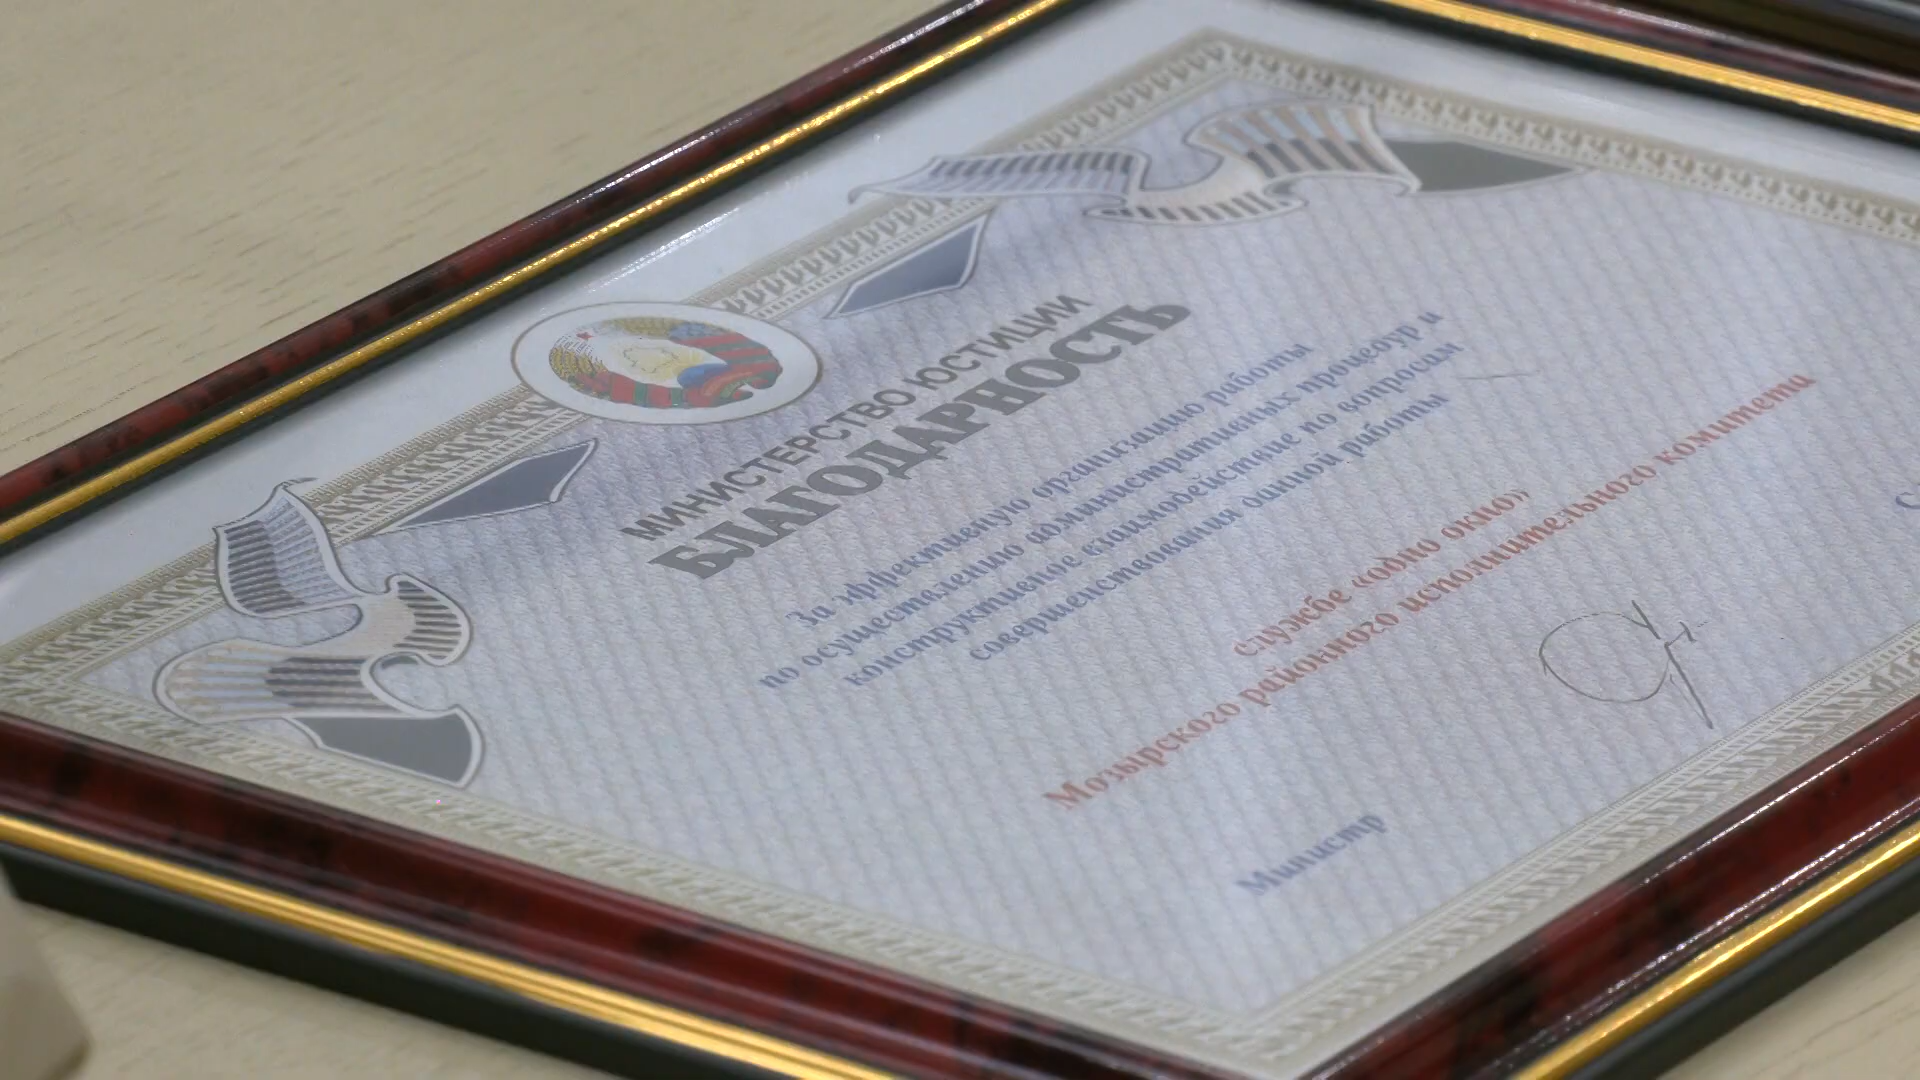 МИНИСТЕРСТВО ЮСТИЦИИ
БЛАГОДАРНОСТЬ
За эффективную организацию работы
по осуществлению административных процедур и
конструктивное взаимодействие по вопросам
совершенствования данной работы
службе «одно окно»
Мозырского районного исполнительного комитета
Министр
С